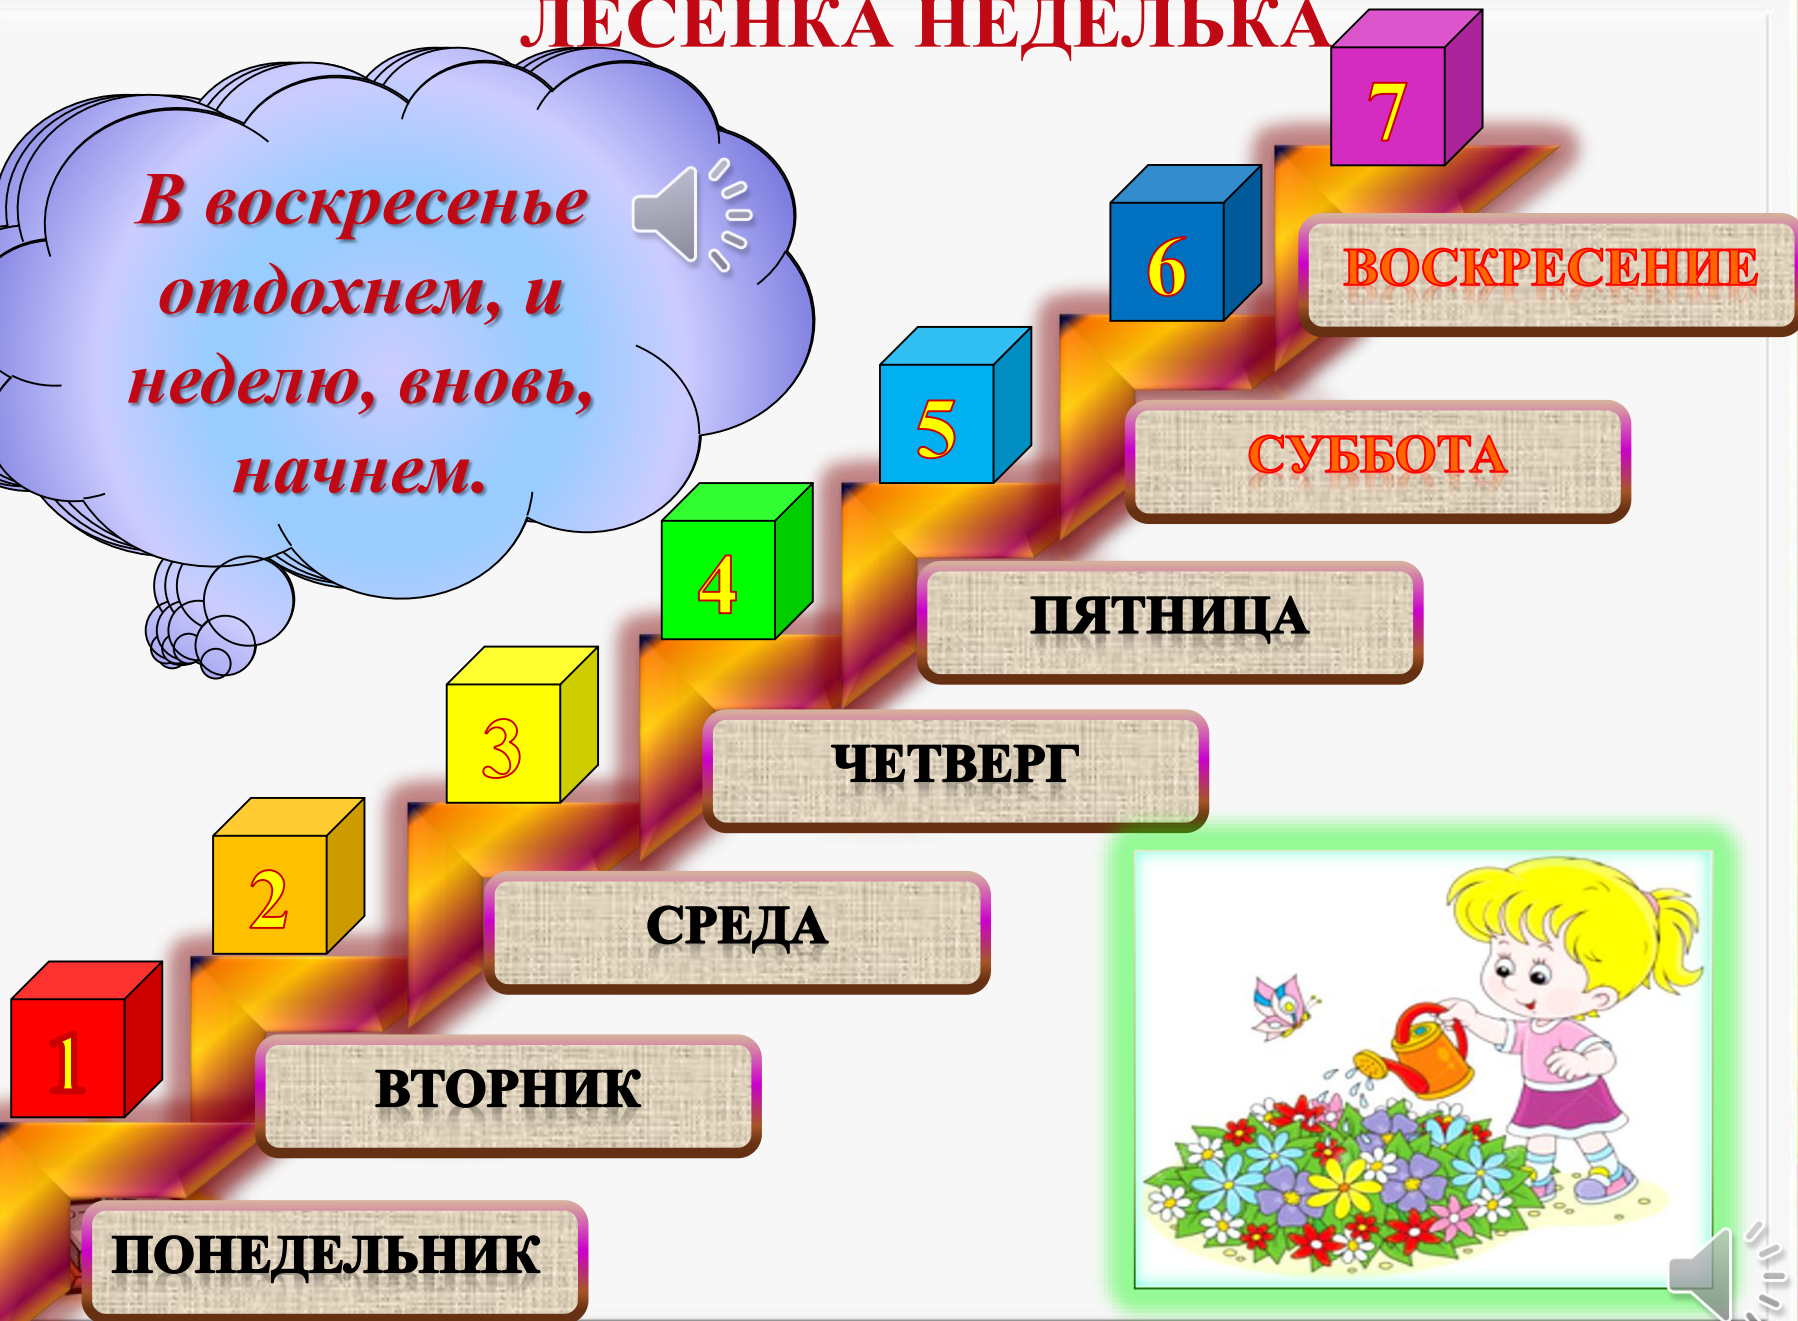 ЛЕСЕНКА НЕДЕЛЬКА
В воскресенье
отдохнем, и
неделю, вновь,
начнем.
7
ВОСКРЕСЕНИЕ
6
СУББОТА
5
ПЯТНИЦА
4
ЧЕТВЕРГ
3
СРЕДА
2
ВТОРНИК
1
ПОНЕДЕЛЬНИК